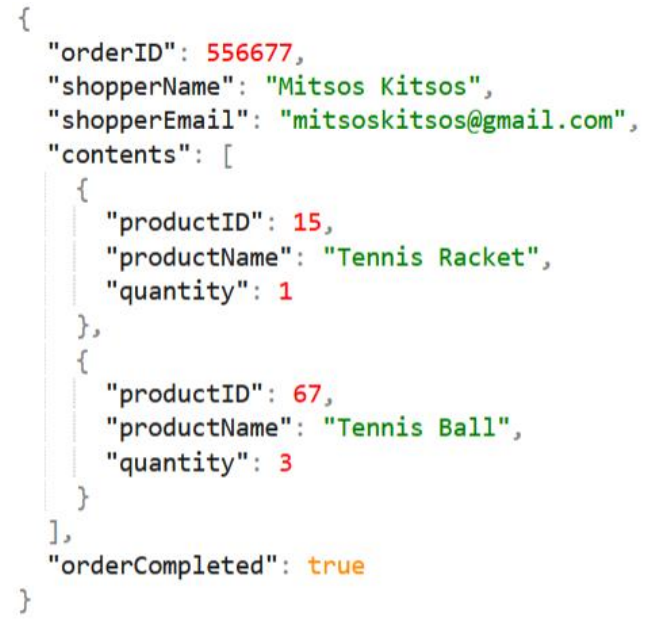 {
"orderID": 556677,
"shopperName": "Mitsos Kitsos",
"shopperEmail": "mitsoskitsos@gmail.com",
"contents": [
{
"productID": 15,
"productName": "Tennis Racket",
"quantity": 1
},
{
"productID": 67,
"productName": "Tennis Ball",
"quantity": 3
}
],
"orderCompleted": true
}